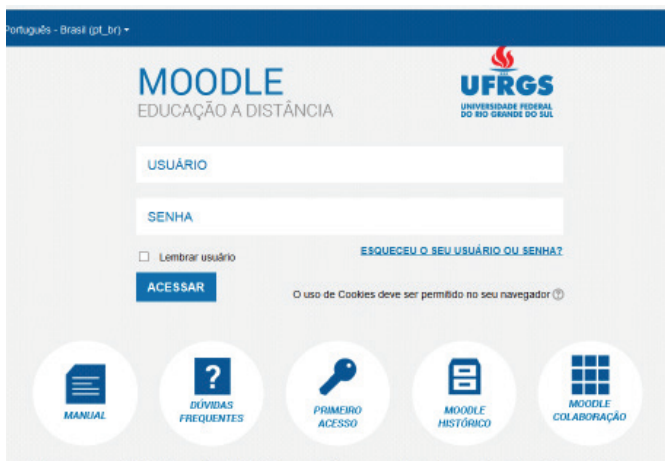 Português - Brasil (pt_br)
MOODLE
EDUCAÇÃO A DISTÂNCIA
UFRGS
UNIVERSIDADE FEDERAL
DO RIO GRANDE DO SUL
USUÁRIO
SENHA
Lembrar usuário
ESQUECEU O SEU USUÁRIO OU SENHA?
ACESSAR
O uso de Cookies deve ser permitido no seu navegador ?
?
MANUAL
DÚVIDAS
FREQUENTES
PRIMEIRO
ACESSO
MOODLE
HISTÓRICO
MOODLE
COLABORAÇÃO